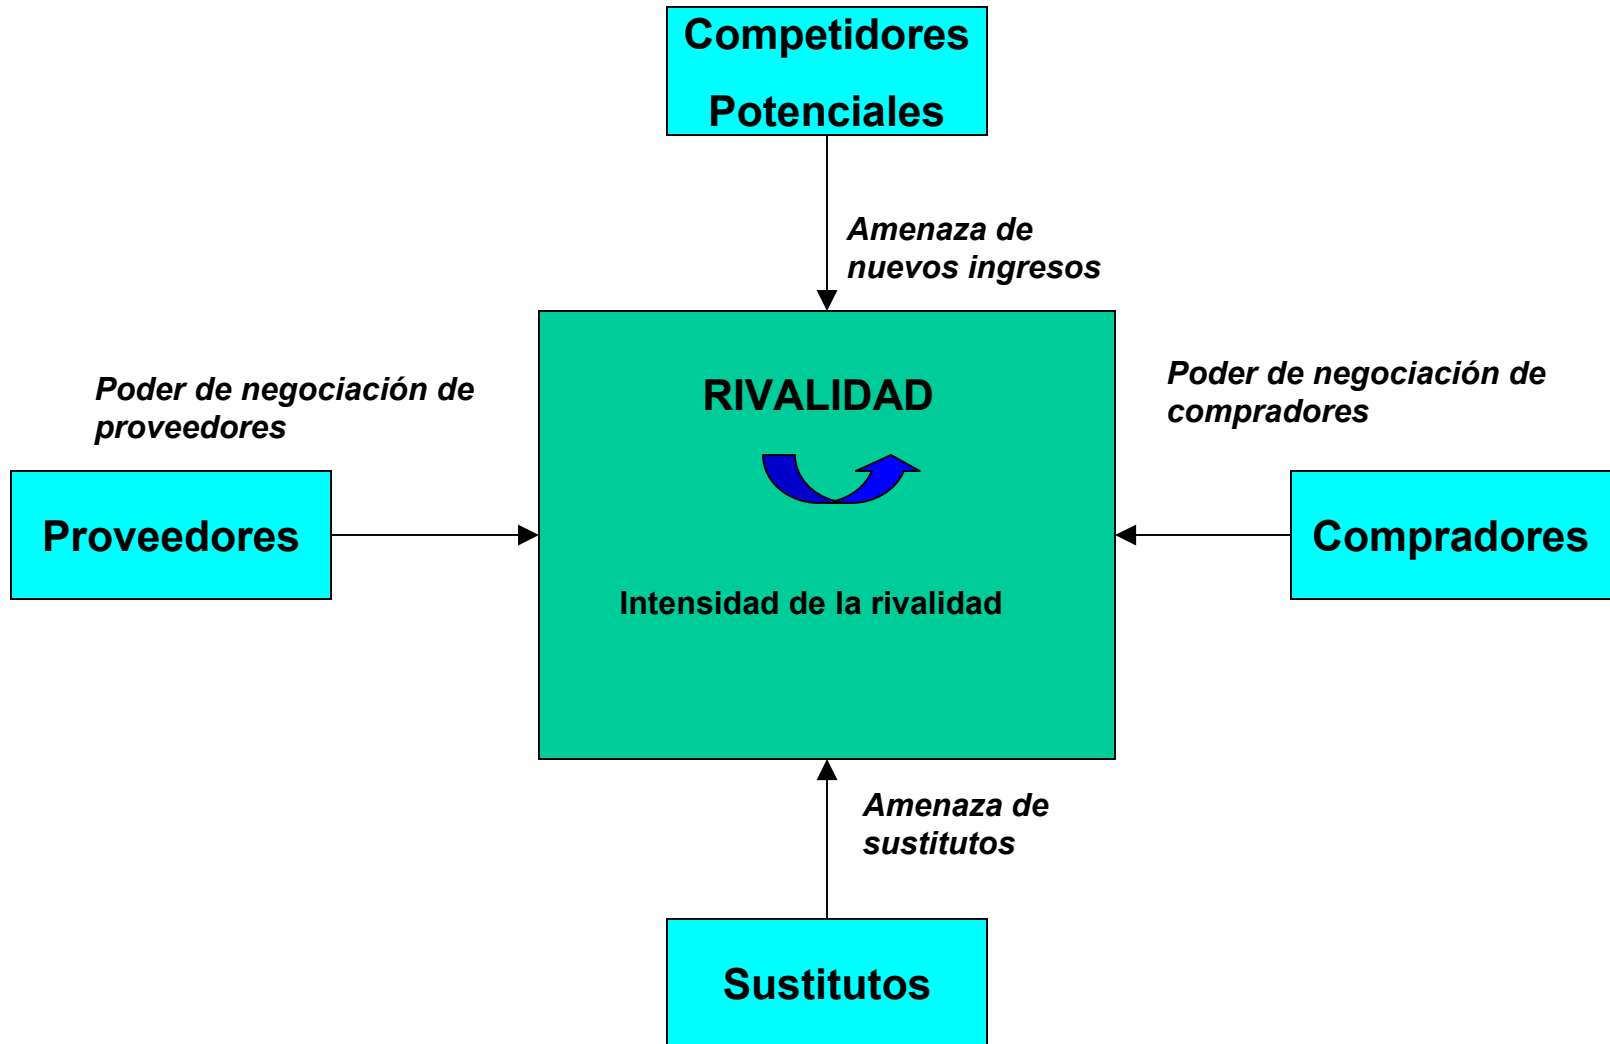 Competidores
Potenciales
Amenaza de
nuevos ingresos
Poder de negociación de
proveedores
RIVALIDAD
Poder de negociación de
compradores
Proveedores
Compradores
Intensidad de la rivalidad
Amenaza de
sustitutos
Sustitutos